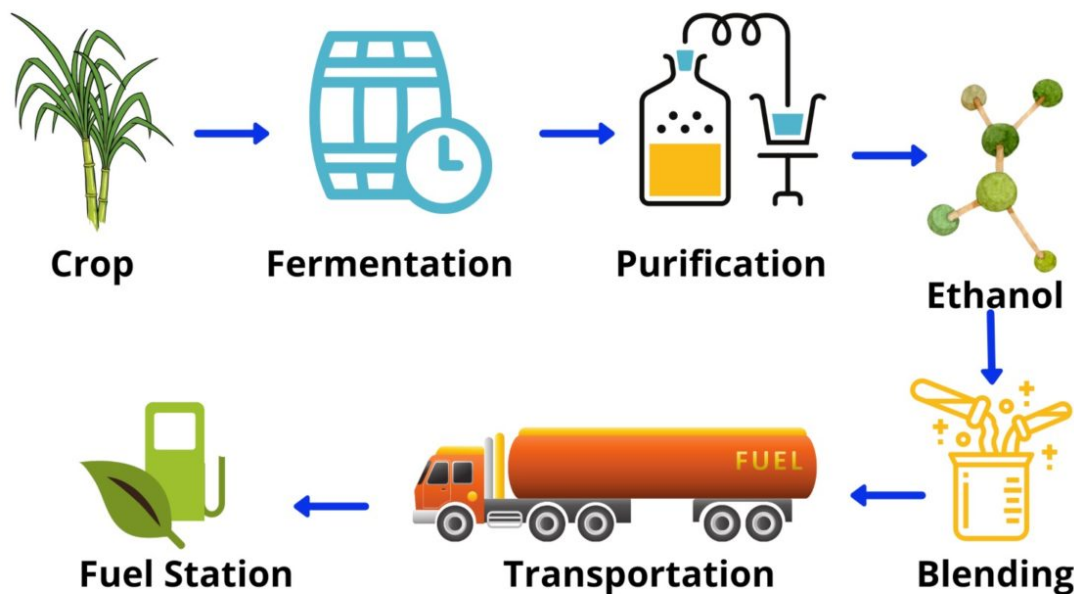 Crop
Fermentation
Purification
Ethanol
FUEL
Fuel Station
Transportation
Blending